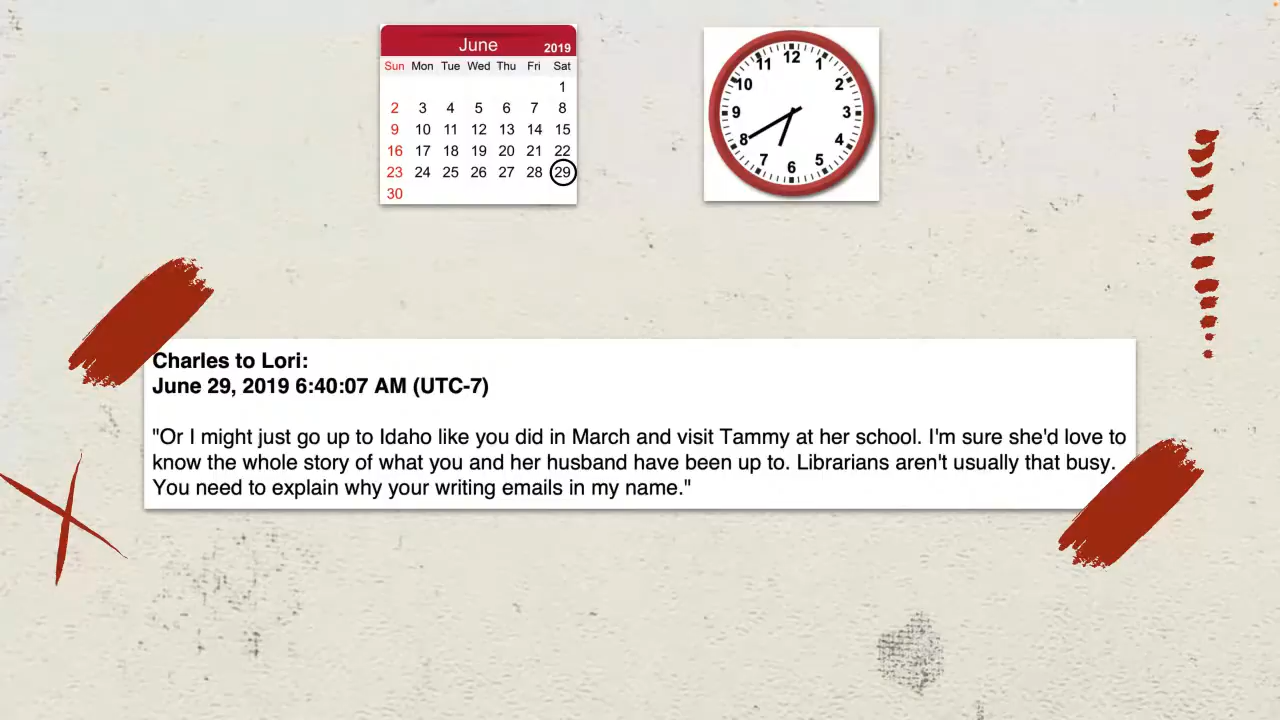 June 2019
Sun Mon Tue Wed Thu Fri Sat
1
2 3 4 5 6 7 8
9 10 11 12 13 14 15
16 17 18 19 20 21 22
23 24 25 26 27 28 29
30
12
11 1
10 2
9 3
8 4
7 5
6
Charles to Lori:
June 29, 2019 6:40:07 AM (UTC-7)
"Or I might just go up to Idaho like you did in March and visit Tammy at her school. I'm sure she'd love to
know the whole story of what you and her husband have been up to. Librarians aren't usually that busy.
You need to explain why your writing emails in my name."